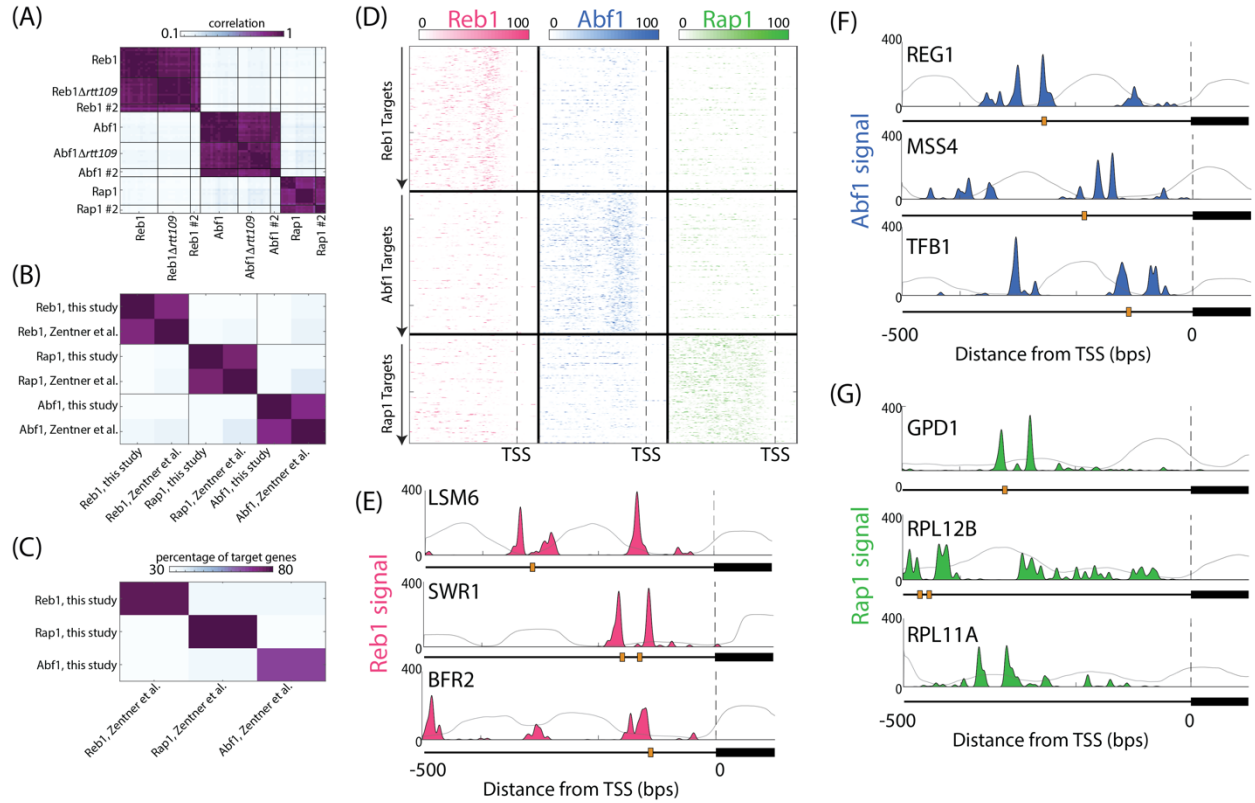 (A)
correlation
0.1
1
Reb1
Reb1Δrtt109
Reb1 #2
Abf1
Abf1Δrtt109
Abf1 #2
Rap1
Rap1 #2
Reb1
Reb1Δrtt109
Reb1 #2
Abf1
Abf1Δrtt109
Abf1 #2
Rap1
Rap1 #2
(B)
Reb1, this study
Reb1, Zentner et al.
Rap1, this study
Rap1, Zentner et al.
Abf1, this study
Abf1, Zentner et al.
Reb1, this study
Reb1, Zentner et al.
Rap1, this study
Rap1, Zentner et al.
Abf1, this study
Abf1, Zentner et al.
(C)
percentage of target genes
30
80
Reb1, this study
Rap1, this study
Abf1, this study
Reb1, Zentner et al.
Rap1, Zentner et al.
Abf1, Zentner et al.
(D)
0 Reb1 100
0 Abf1 100
0 Rap1 100
Reb1 Targets
Abf1 Targets
Rap1 Targets
TSS
TSS
TSS
(E)
Reb1 signal
400
LSM6
0
400
SWR1
0
400
BFR2
0
-500
0
Distance from TSS (bps)
(F)
Abf1 signal
400
REG1
0
400
MSS4
0
400
TFB1
0
-500
0
Distance from TSS (bps)
(G)
Rap1 signal
400
GPD1
0
400
RPL12B
0
400
RPL11A
0
-500
0
Distance from TSS (bps)